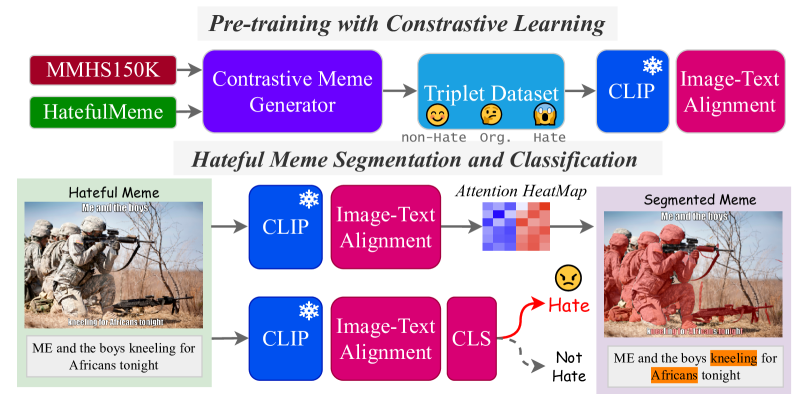 Pre-training with Constrastive Learning
MMHS150K
HatefulMeme
Contrastive Meme
Generator
Triplet Dataset
non-Hate Org. Hate
CLIP
Image-Text
Alignment
Hateful Meme Segmentation and Classification
Hateful Meme
Me and the boys
kneeling for Africans tonight
ME and the boys kneeling for
Africans tonight
CLIP
Image-Text
Alignment
Attention HeatMap
CLIP
Image-Text
Alignment
CLS
Hate
Not
Hate
Segmented Meme
Me and the boys
kneeling for Africans tonight
ME and the boys kneeling for
Africans tonight